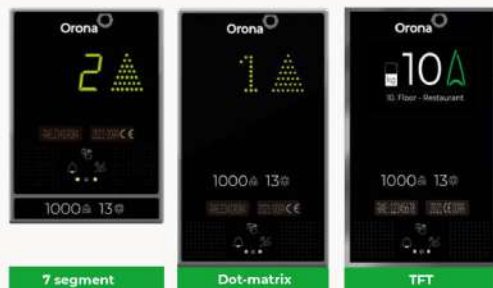 Orona
2
1000 13
7 segment
Orona
1
1000 13
Dot-matrix
Orona
kg 10
10. Floor - Restaurant
1000 13
TFT